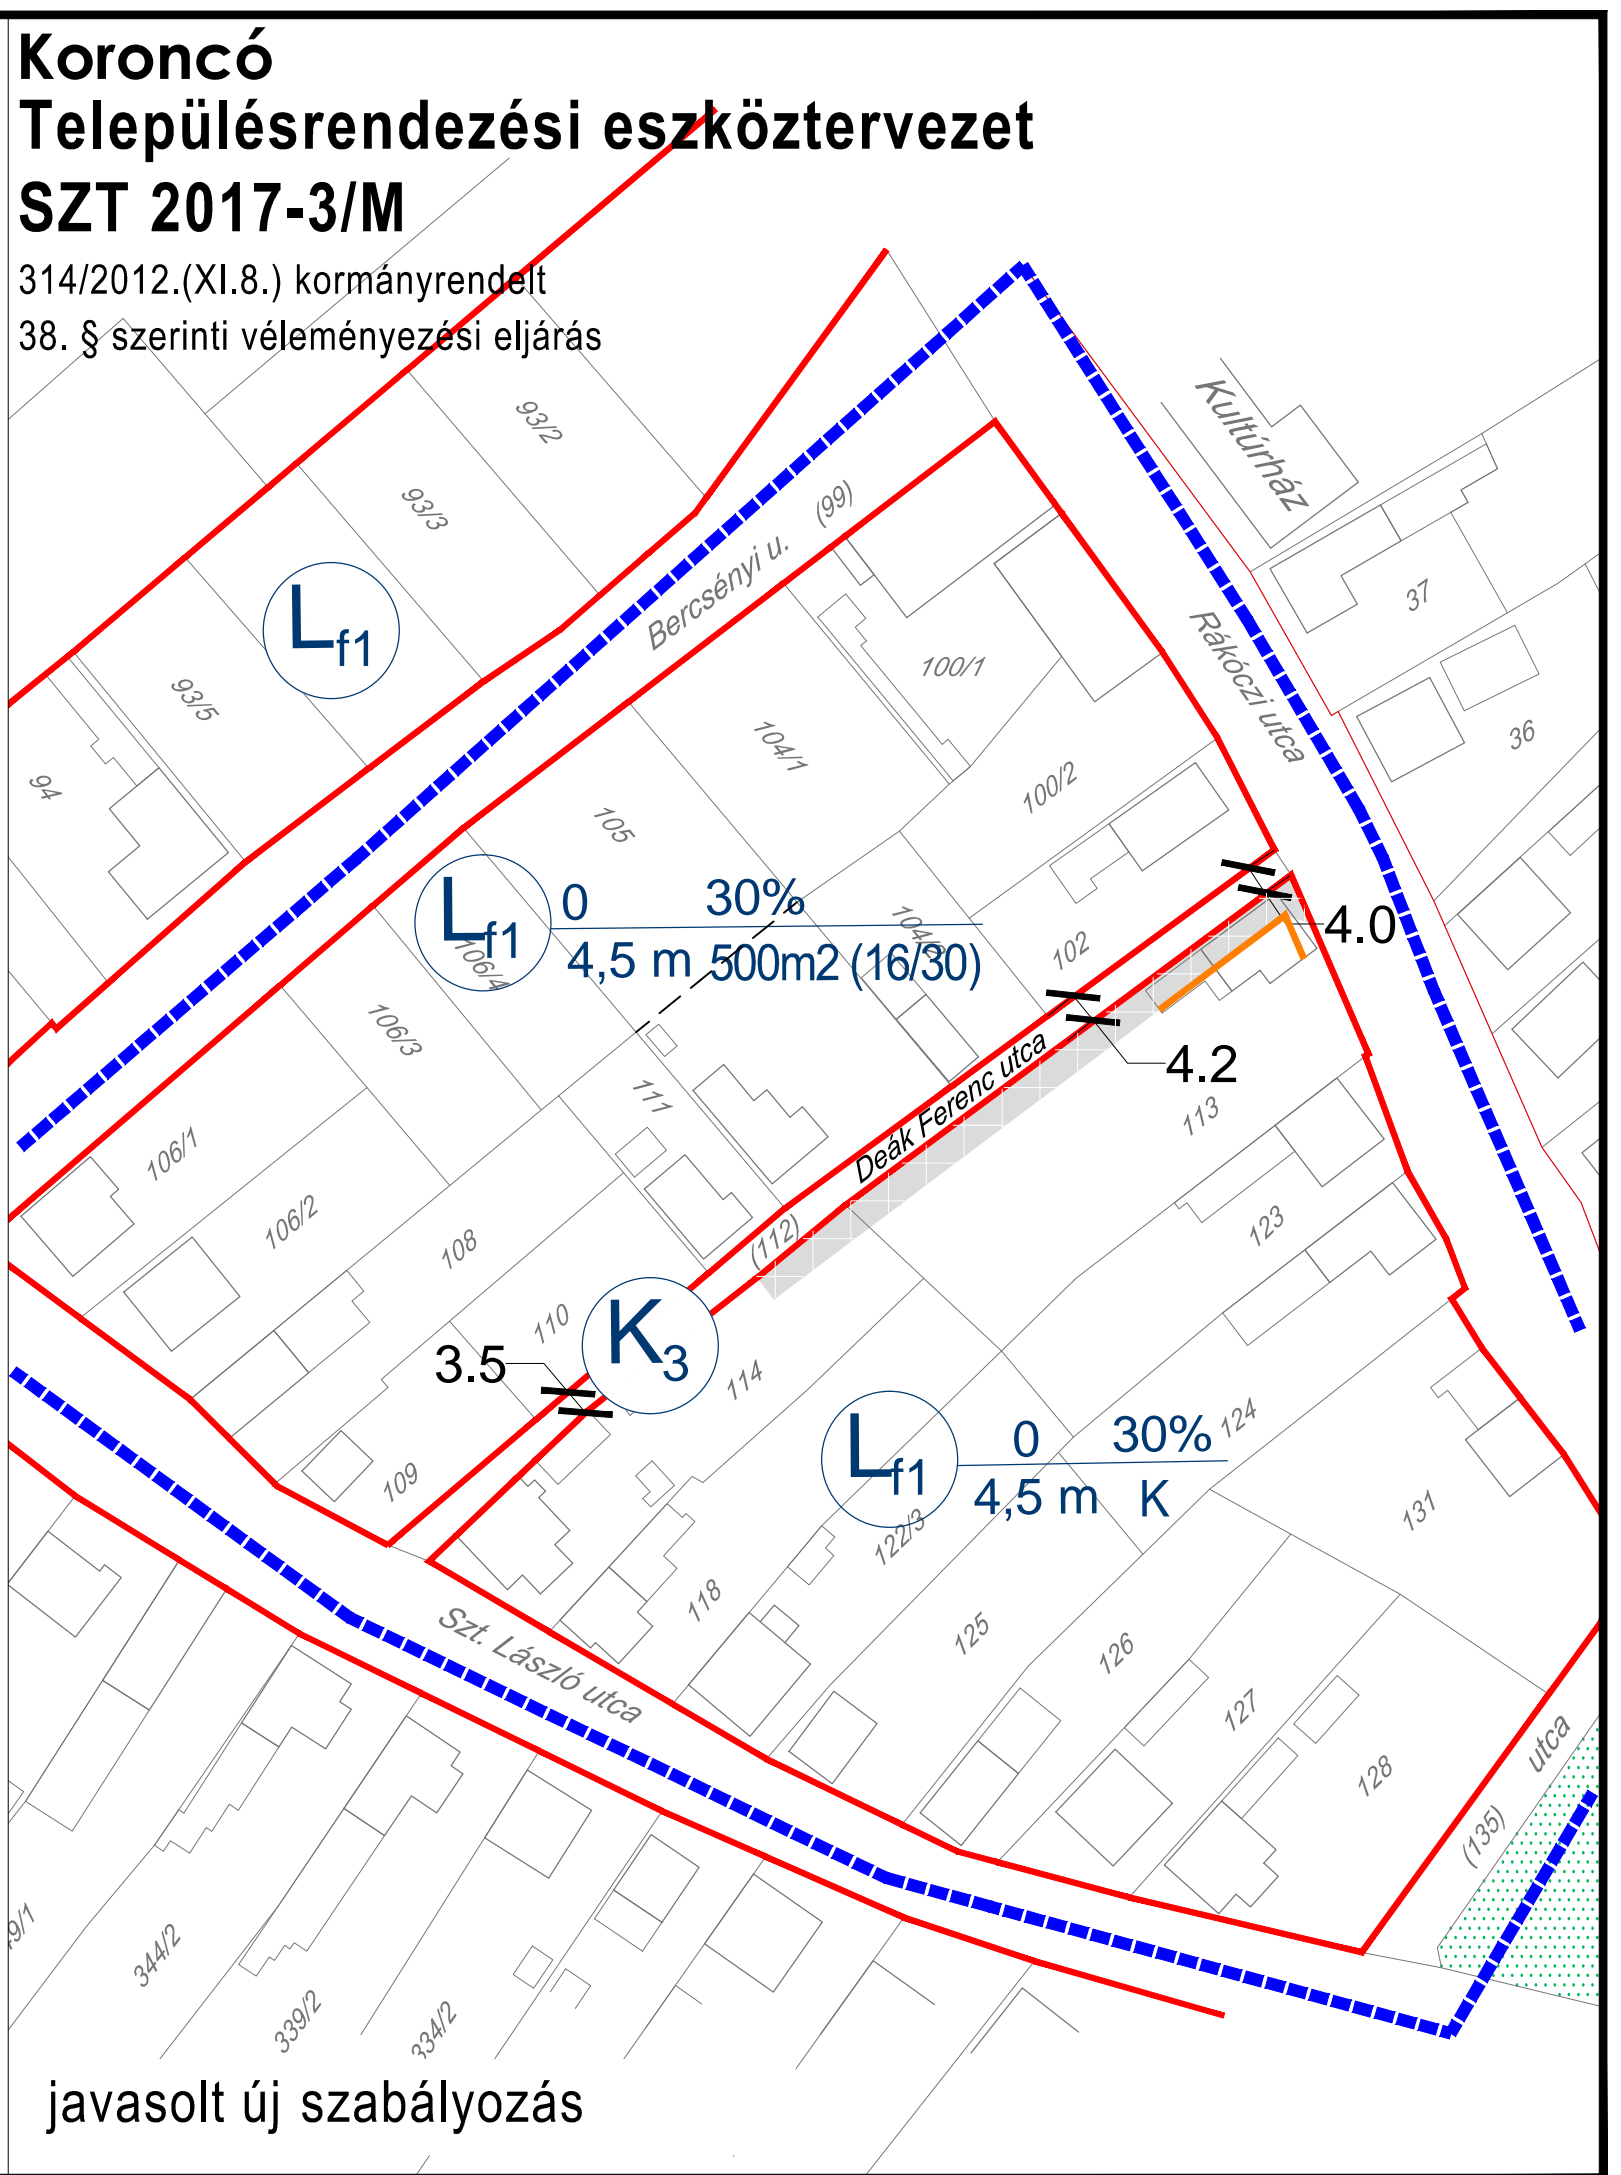 Koroncó
Településrendezési eszköztervezet
SZT 2017-3/M
314/2012.(XI.8.) kormányrendelt
38. § szerinti véleményezési eljárás
93/2
93/3
Kultúrház
(99)
Bercsényi u.
37
Lf1
93/5
100/1
Rákóczi utca
36
94
104/1
100/2
105
Lf1
0 30%
4,5 m 500m2 (16/30)
106/4
102
4.0
106/3
4.2
Deák Ferenc utca
111
113
106/1
106/2
108
(112)
123
110
K3
3.5
114
124
109
Lf1
0 30%
4,5 m K
122/3
131
118
125
126
Szt. László utca
127
128
utca
(135)
9/1
344/2
339/2
334/2
javasolt új szabályozás